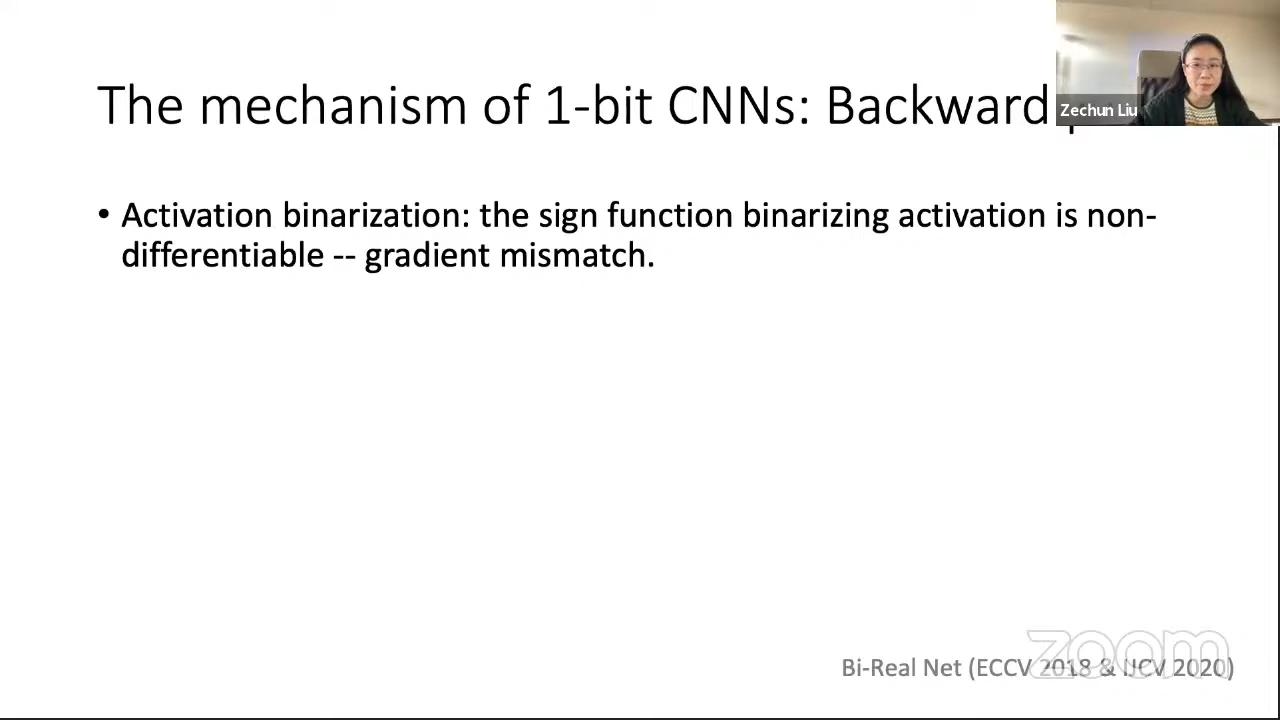 The mechanism of 1-bit CNNs: Backward
Zechun Liu
• Activation binarization: the sign function binarizing activation is non-
differentiable -- gradient mismatch.
zoom
Bi-Real Net (ECCV 2018 & IJCV 2020)